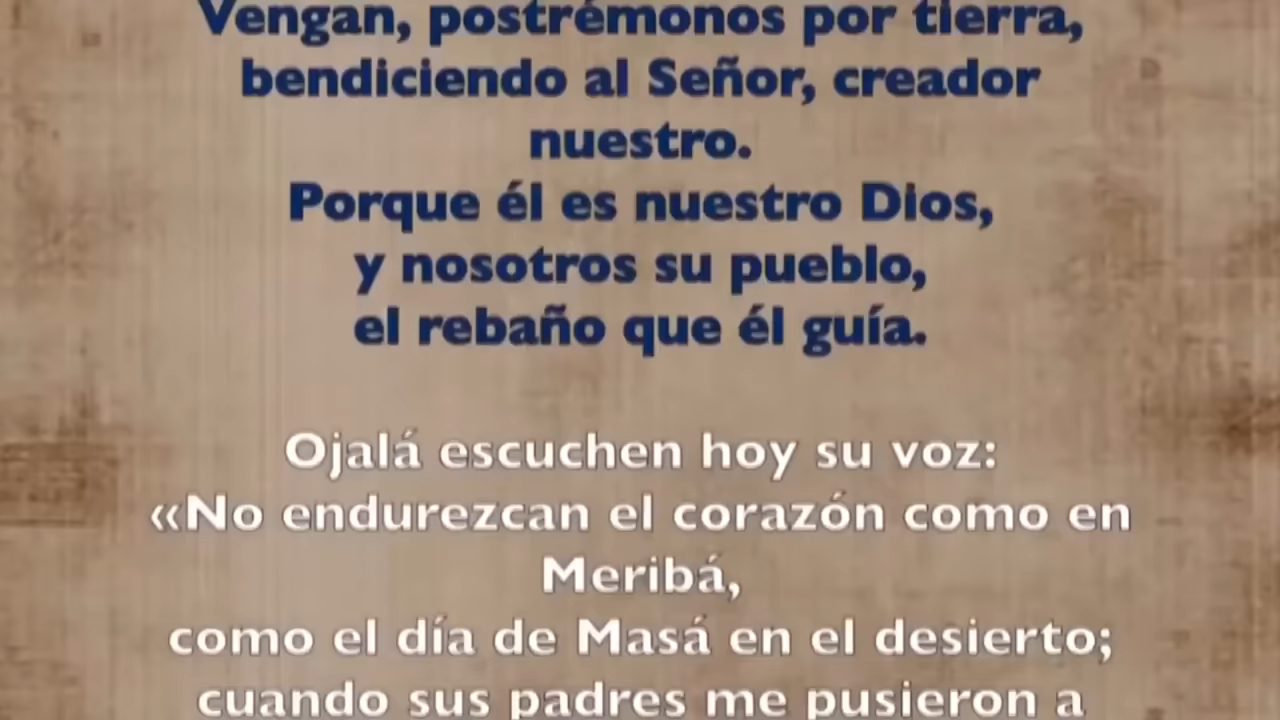 Vengan, postrémonos por tierra,
bendiciendo al Señor, creador
nuestro.
Porque él es nuestro Dios,
y nosotros su pueblo,
el rebaño que él guía.
Ojalá escuchen hoy su voz:
«No endurezcan el corazón como en
Meribá,
como el día de Masá en el desierto;
cuando sus padres me pusieron a